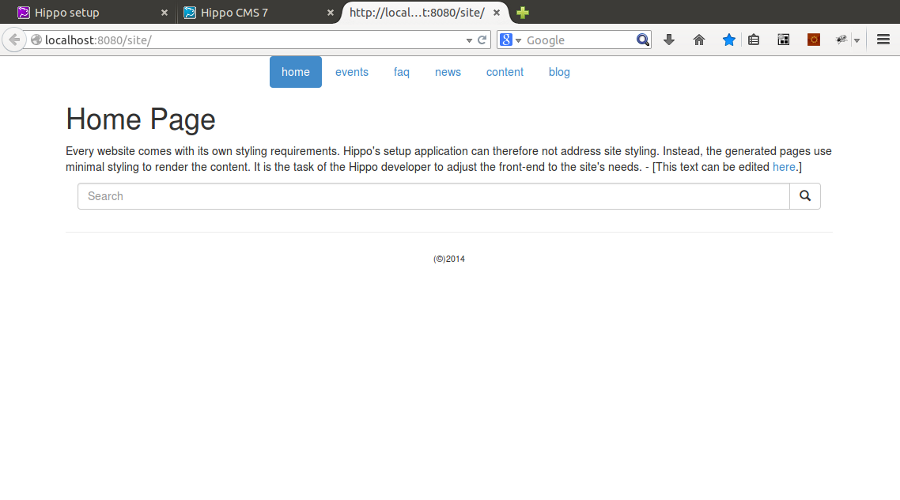 Hippo setup
Hippo CMS 7
http://local...t:8080/site/
localhost:8080/site/
Google
home events faq news content blog
Home Page
Every website comes with its own styling requirements. Hippo's setup application can therefore not address site styling. Instead, the generated pages use
minimal styling to render the content. It is the task of the Hippo developer to adjust the front-end to the site's needs. - [This text can be edited here.]
Search
(©)2014